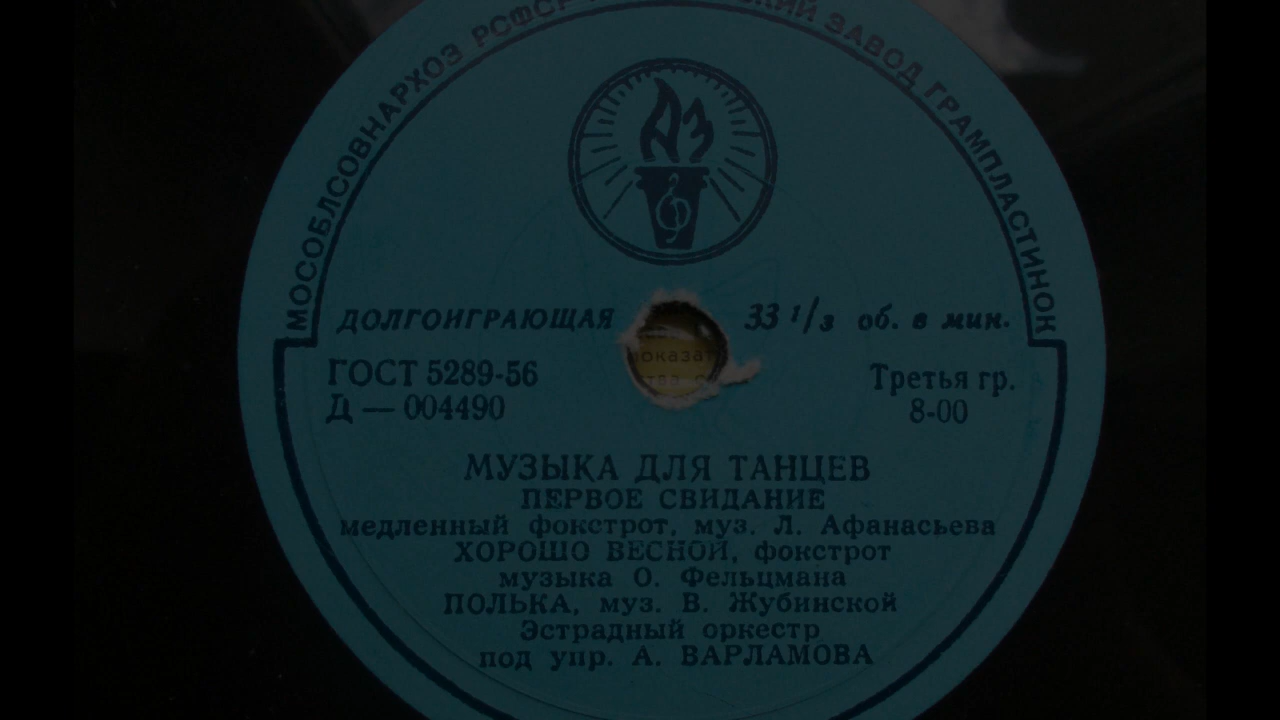 МОСОБЛСОВНАРХОЗ РСФСР ЗАВОД ГРАМПЛАСТИНОК
АЗ
ДОЛГОИГРАЮЩАЯ 33 1/3 об. в мин.
ГОСТ 5289-56 Третья гр.
Д — 004490 8-00
МУЗЫКА ДЛЯ ТАНЦЕВ
ПЕРВОЕ СВИДАНИЕ
медленный фокстрот, муз. Л. Афанасьева
ХОРОШО ВЕСНОЙ, фокстрот
музыка О. Фельцмана
ПОЛЬКА, муз. В. Жубинской
Эстрадный оркестр
под упр. А. ВАРЛАМОВА